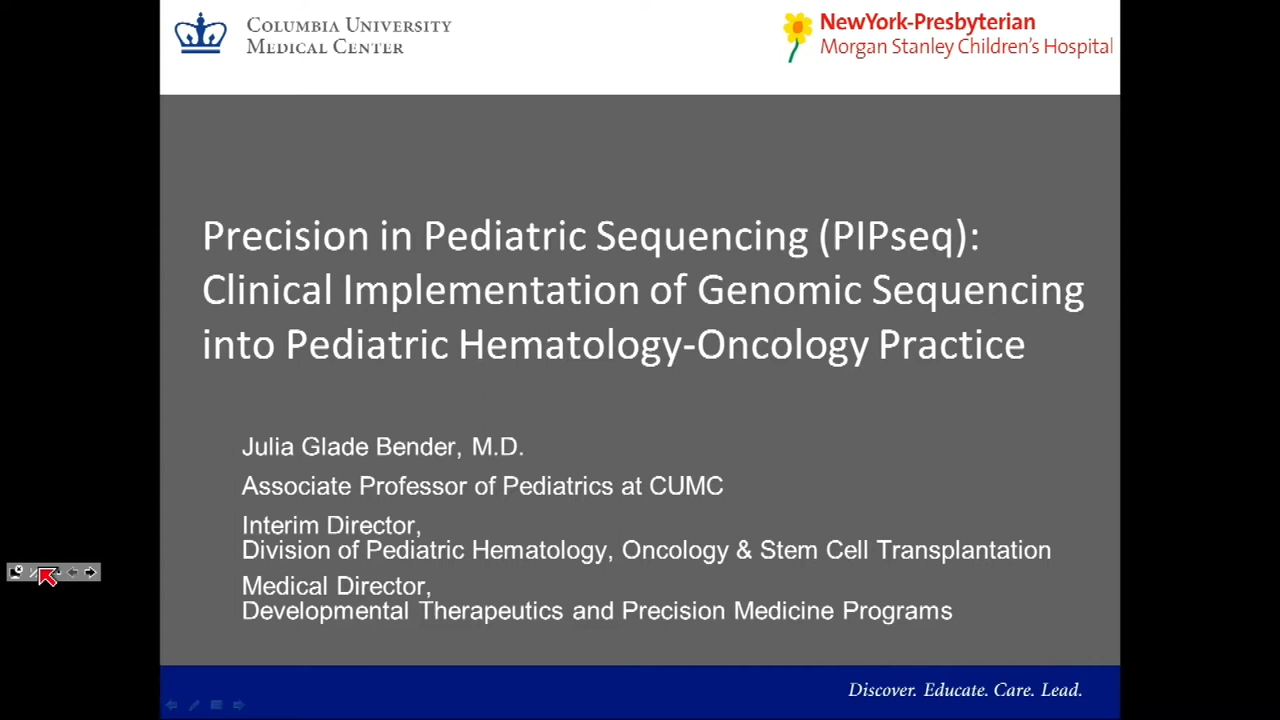 COLUMBIA UNIVERSITY
MEDICAL CENTER
NewYork-Presbyterian
Morgan Stanley Children's Hospital
Precision in Pediatric Sequencing (PIPseq):
Clinical Implementation of Genomic Sequencing
into Pediatric Hematology-Oncology Practice
Julia Glade Bender, M.D.
Associate Professor of Pediatrics at CUMC
Interim Director,
Division of Pediatric Hematology, Oncology & Stem Cell Transplantation
Medical Director,
Developmental Therapeutics and Precision Medicine Programs
Discover. Educate. Care. Lead.